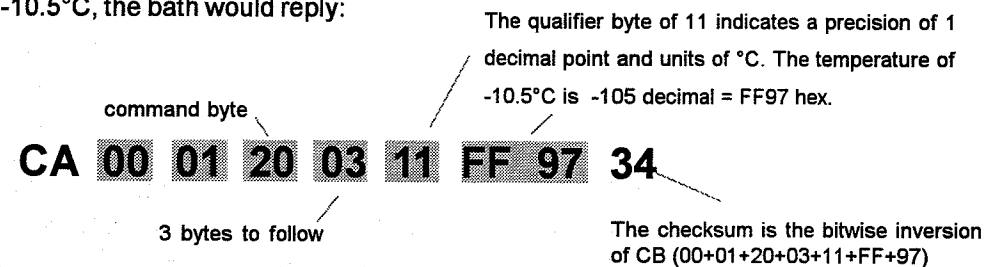 -10.5°C, the bath would reply:
The qualifier byte of 11 indicates a precision of 1
decimal point and units of °C. The temperature of
-10.5°C is -105 decimal = FF97 hex.
command byte
CA 00 01 20 03 11 FF 97 34
3 bytes to follow
The checksum is the bitwise inversion
of CB (00+01+20+03+11+FF+97)